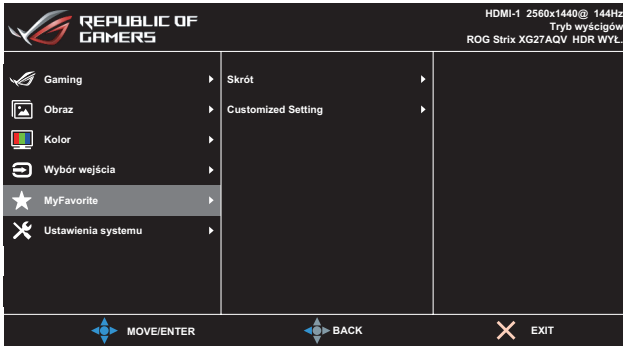 REPUBLIC OF
GAMERS
HDMI-1 2560x1440@ 144Hz
Tryb wyścigów
ROG Strix XG27AQV HDR WYŁ.
Gaming
Obraz
Kolor
Wybór wejścia
MyFavorite
Ustawienia systemu
Skrót
Customized Setting
MOVE/ENTER
BACK
EXIT